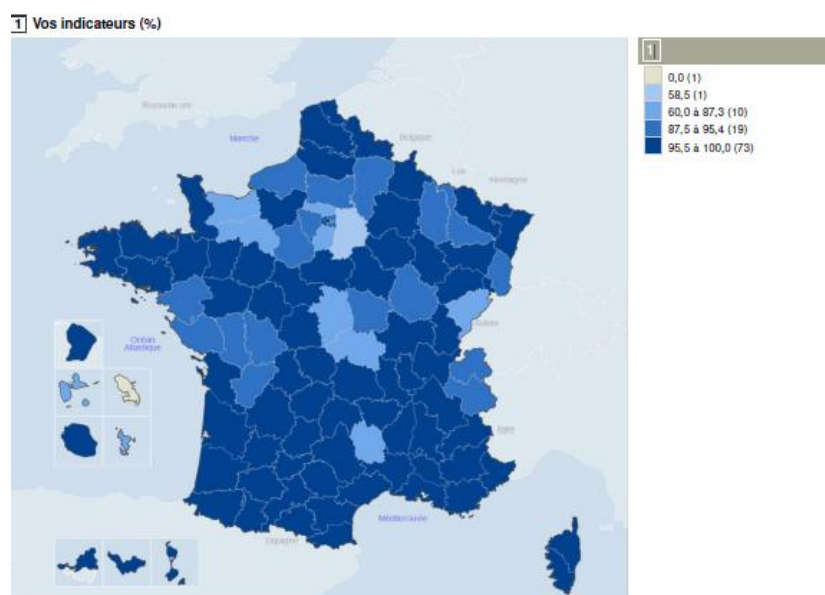 1 Vos indicateurs (%)
1
0,0 (1)
58,5 (1)
60,0 à 87,3 (10)
87,5 à 95,4 (19)
95,5 à 100,0 (73)
Royaume-uni
Manche
Belgique
Lux
Allemagne
Suisse
Océan
Atlantique
Italie
Méditerranée
Espagne